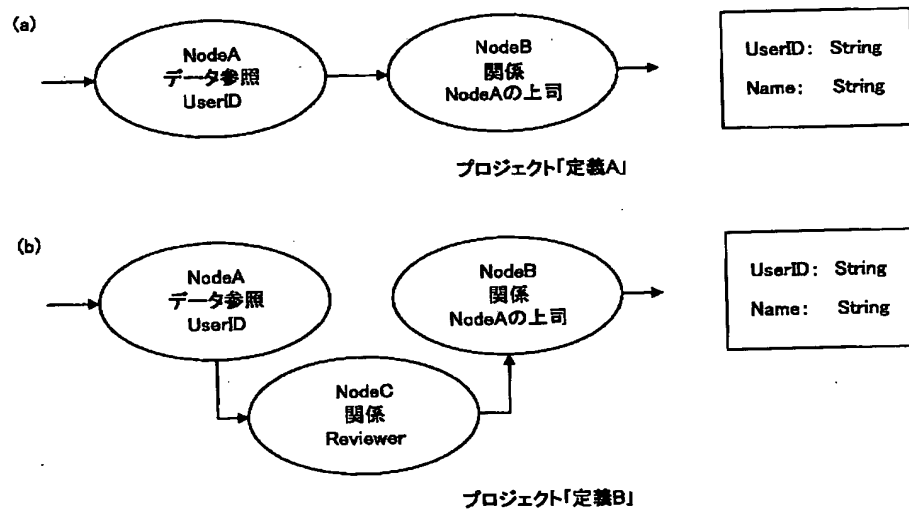 (a)
NodeA
データ参照
UserID
NodeB
関係
NodeAの上司
UserID: String
Name: String
プロジェクト「定義A」
(b)
NodeA
データ参照
UserID
NodeB
関係
NodeAの上司
UserID: String
Name: String
NodeC
関係
Reviewer
プロジェクト「定義B」